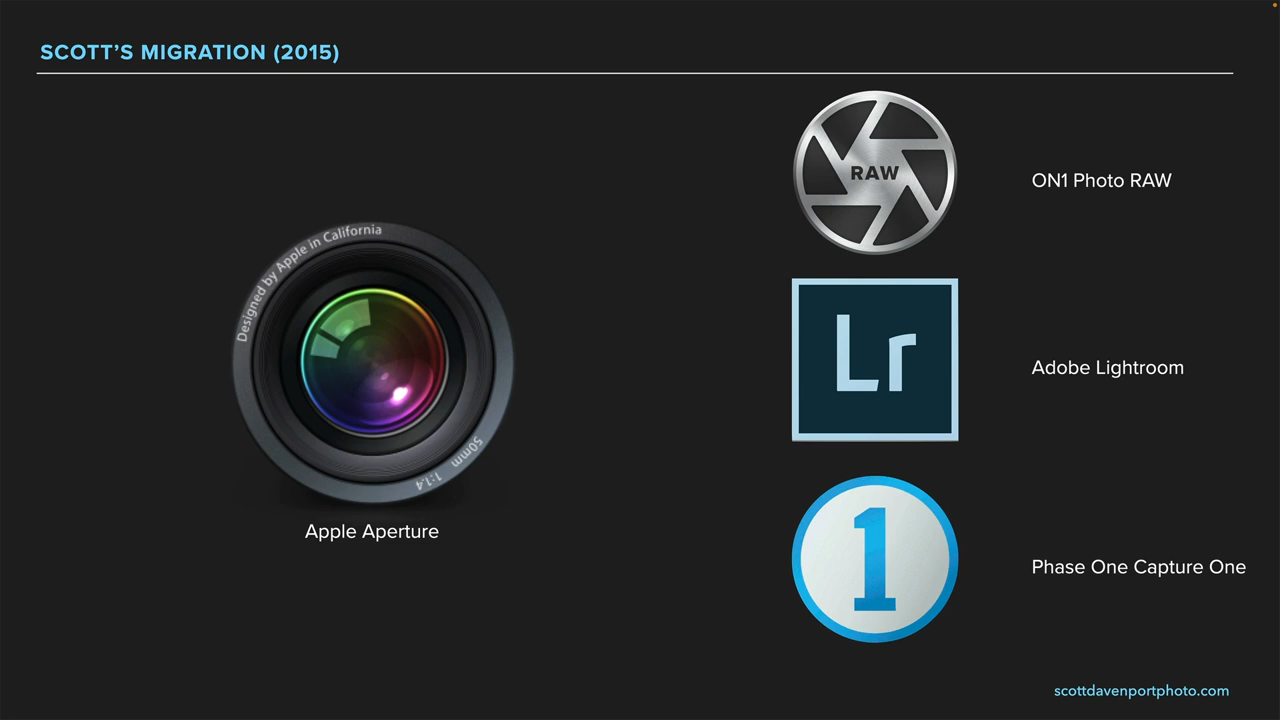 SCOTT’S MIGRATION (2015)
RAW
ON1 Photo RAW
Designed by Apple in California
50mm 1:1.4
Apple Aperture
Lr
Adobe Lightroom
1
Phase One Capture One
scottdavenportphoto.com